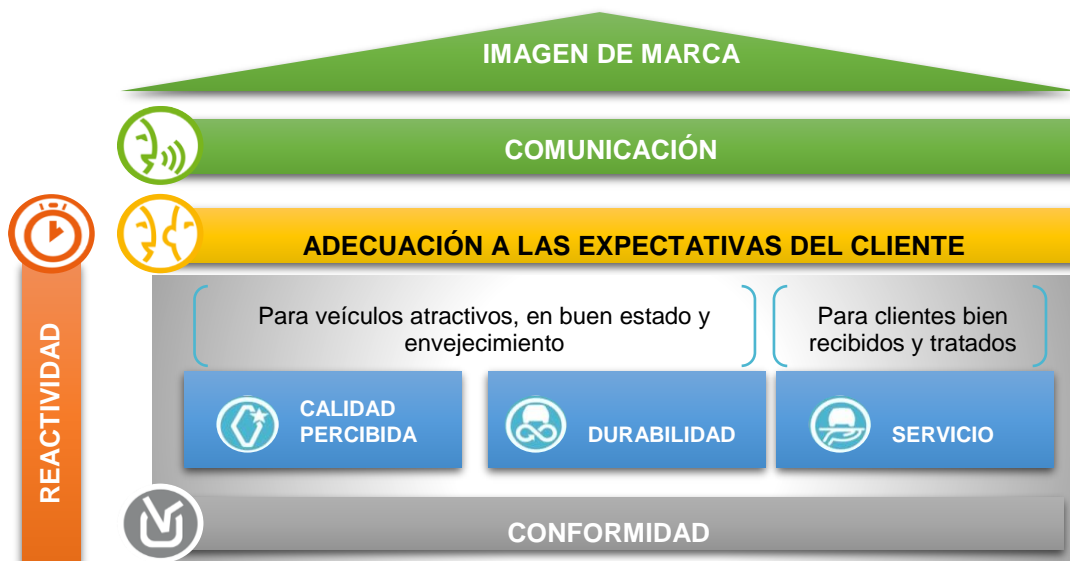 IMAGEN DE MARCA
COMUNICACIÓN
ADECUACIÓN A LAS EXPECTATIVAS DEL CLIENTE
Para veículos atractivos, en buen estado y
envejecimiento
Para clientes bien
recibidos y tratados
CALIDAD
PERCIBIDA
DURABILIDAD
SERVICIO
CONFORMIDAD
REACTIVIDAD